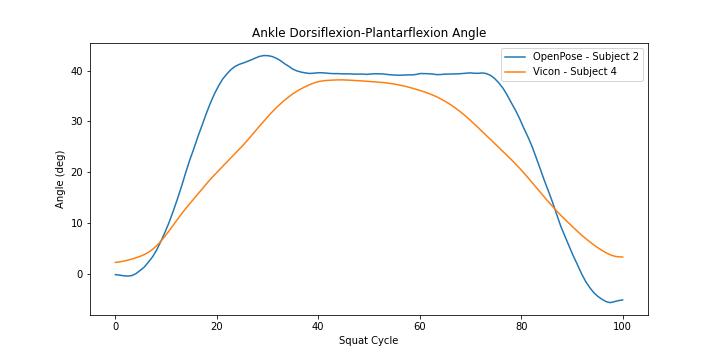 Ankle Dorsiflexion-Plantarflexion Angle
OpenPose - Subject 2
Vicon - Subject 4
Angle (deg)
40
30
20
10
0
0 20 40 60 80 100
Squat Cycle